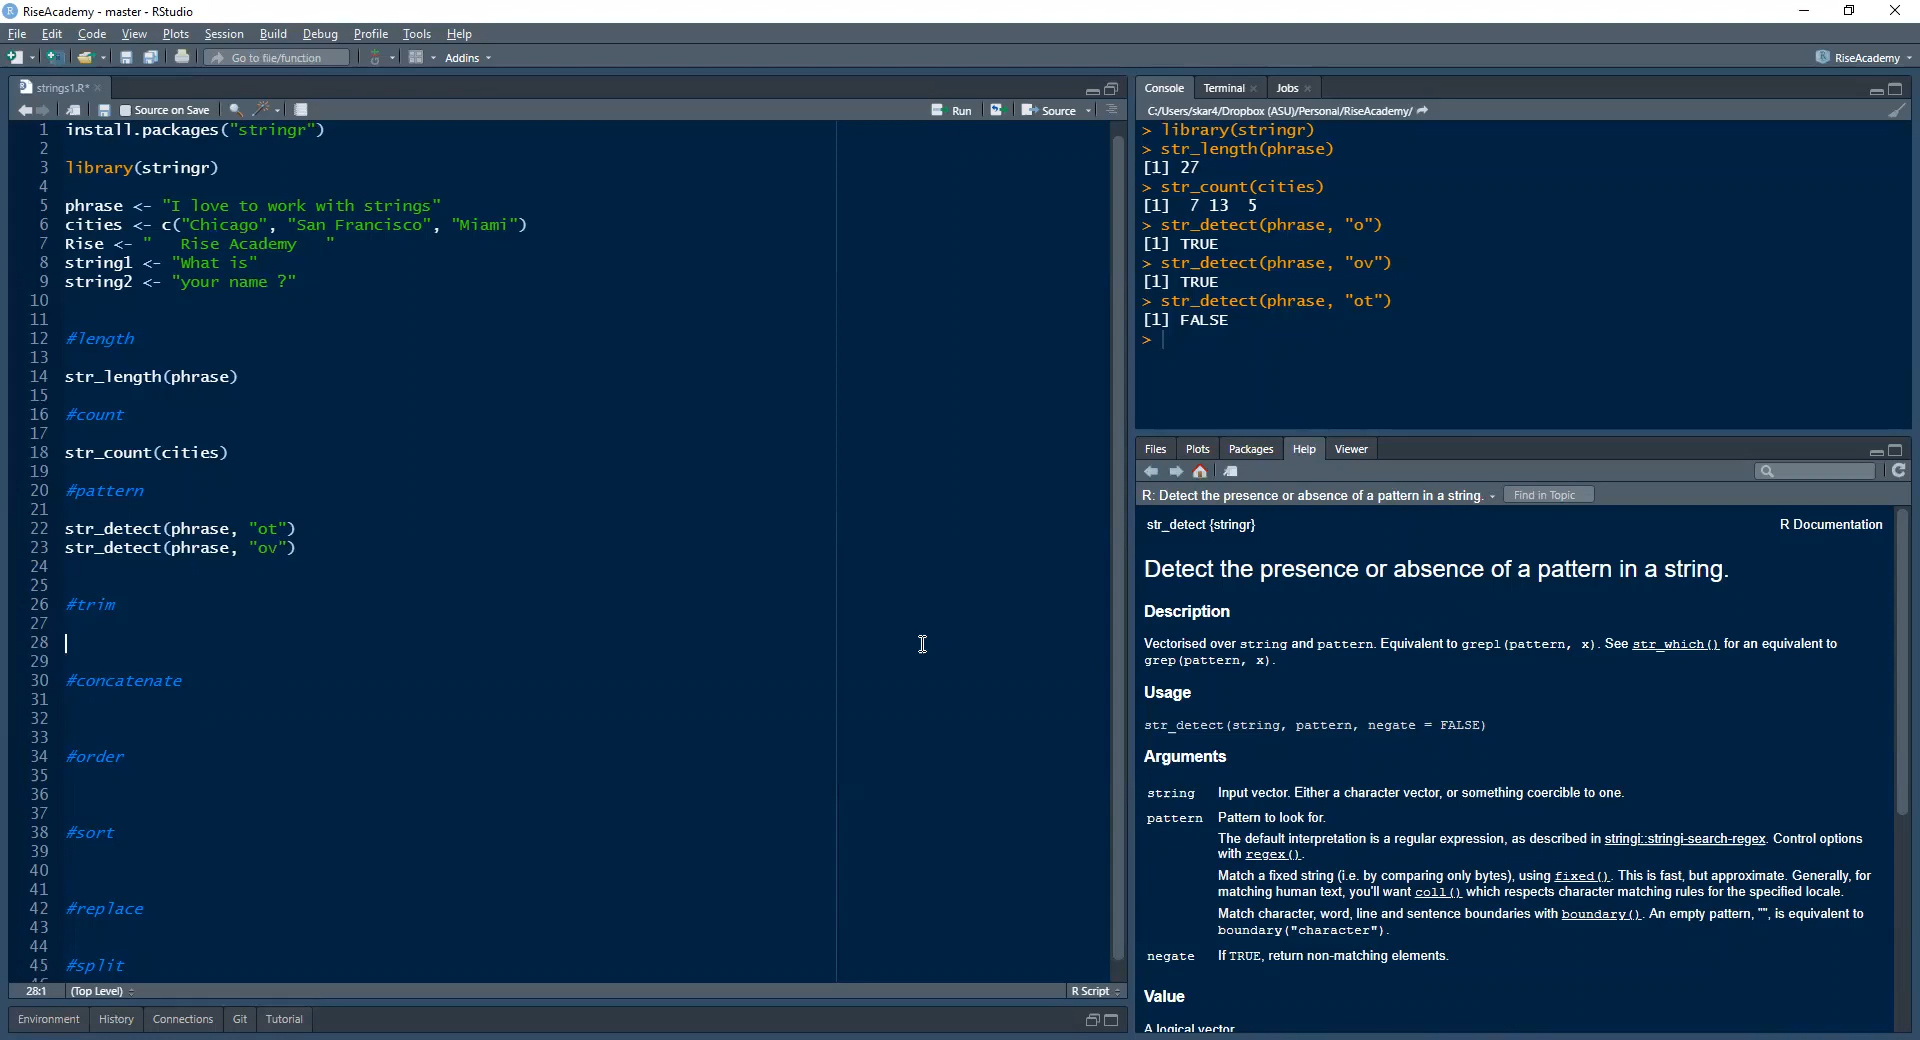 RiseAcademy - master - RStudio
File Edit Code View Plots Session Build Debug Profile Tools Help
Go to file/function Addins RiseAcademy
strings1.R*
Source on Save Run Source
1 install.packages("stringr")
2
3 library(stringr)
4
5 phrase <- "I love to work with strings"
6 cities <- c("Chicago", "San Francisco", "Miami")
7 Rise <- "   Rise Academy   "
8 string1 <- "What is"
9 string2 <- "your name ?"
10
11
12 #length
13
14 str_length(phrase)
15
16 #count
17
18 str_count(cities)
19
20 #pattern
21
22 str_detect(phrase, "ot")
23 str_detect(phrase, "ov")
24
25
26 #trim
27
28
29
30 #concatenate
31
32
33
34 #order
35
36
37
38 #sort
39
40
41
42 #replace
43
44
45 #split
28:1 (Top Level) R Script
Environment History Connections Git Tutorial
Console Terminal Jobs
C:/Users/skar4/Dropbox (ASU)/Personal/RiseAcademy/
> library(stringr)
> str_length(phrase)
[1] 27
> str_count(cities)
[1]  7 13  5
> str_detect(phrase, "o")
[1] TRUE
> str_detect(phrase, "ov")
[1] TRUE
> str_detect(phrase, "ot")
[1] FALSE
>
Files Plots Packages Help Viewer
R: Detect the presence or absence of a pattern in a string. Find in Topic
str_detect {stringr} R Documentation
Detect the presence or absence of a pattern in a string.
Description
Vectorised over string and pattern. Equivalent to grepl(pattern, x). See str_which() for an equivalent to
grep(pattern, x).
Usage
str_detect(string, pattern, negate = FALSE)
Arguments
string Input vector. Either a character vector, or something coercible to one.
pattern Pattern to look for.
The default interpretation is a regular expression, as described in stringi::stringi-search-regex. Control options
with regex().
Match a fixed string (i.e. by comparing only bytes), using fixed(). This is fast, but approximate. Generally, for
matching human text, you'll want coll() which respects character matching rules for the specified locale.
Match character, word, line and sentence boundaries with boundary(). An empty pattern, "", is equivalent to
boundary("character").
negate If TRUE, return non-matching elements.
Value
A logical vector